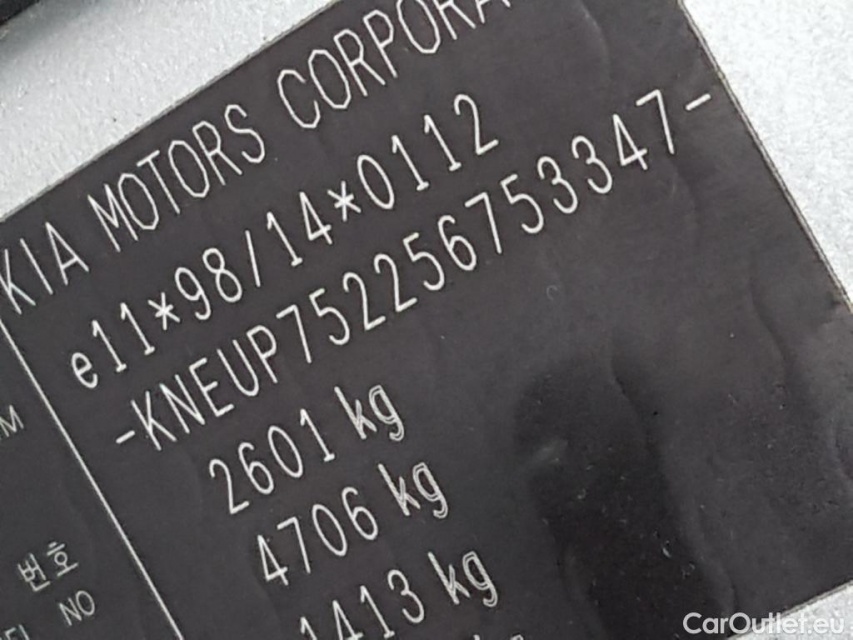 KIA MOTORS CORPORA
e11*98/14*0112
-KNEUP752256753347-
2601 kg
4706 kg
1413 kg
번호
NO
CarOutlet.eu